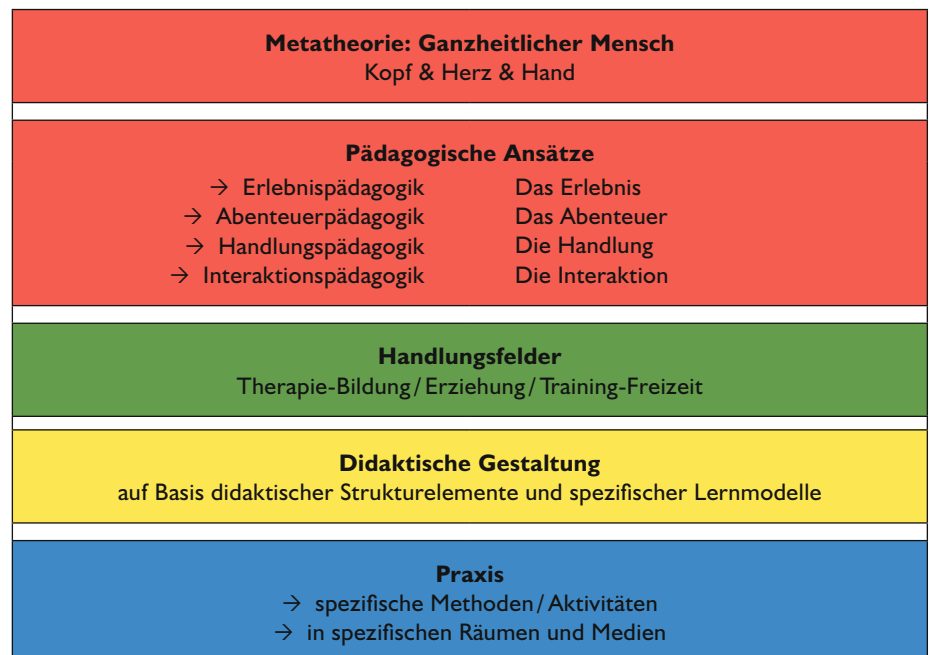 Metatheorie: Ganzheitlicher Mensch
Kopf & Herz & Hand
Pädagogische Ansätze
→ Erlebnispädagogik Das Erlebnis
→ Abenteuerpädagogik Das Abenteuer
→ Handlungspädagogik Die Handlung
→ Interaktionspädagogik Die Interaktion
Handlungsfelder
Therapie-Bildung/Erziehung/Training-Freizeit
Didaktische Gestaltung
auf Basis didaktischer Strukturelemente und spezifischer Lernmodelle
Praxis
→ spezifische Methoden/Aktivitäten
→ in spezifischen Räumen und Medien